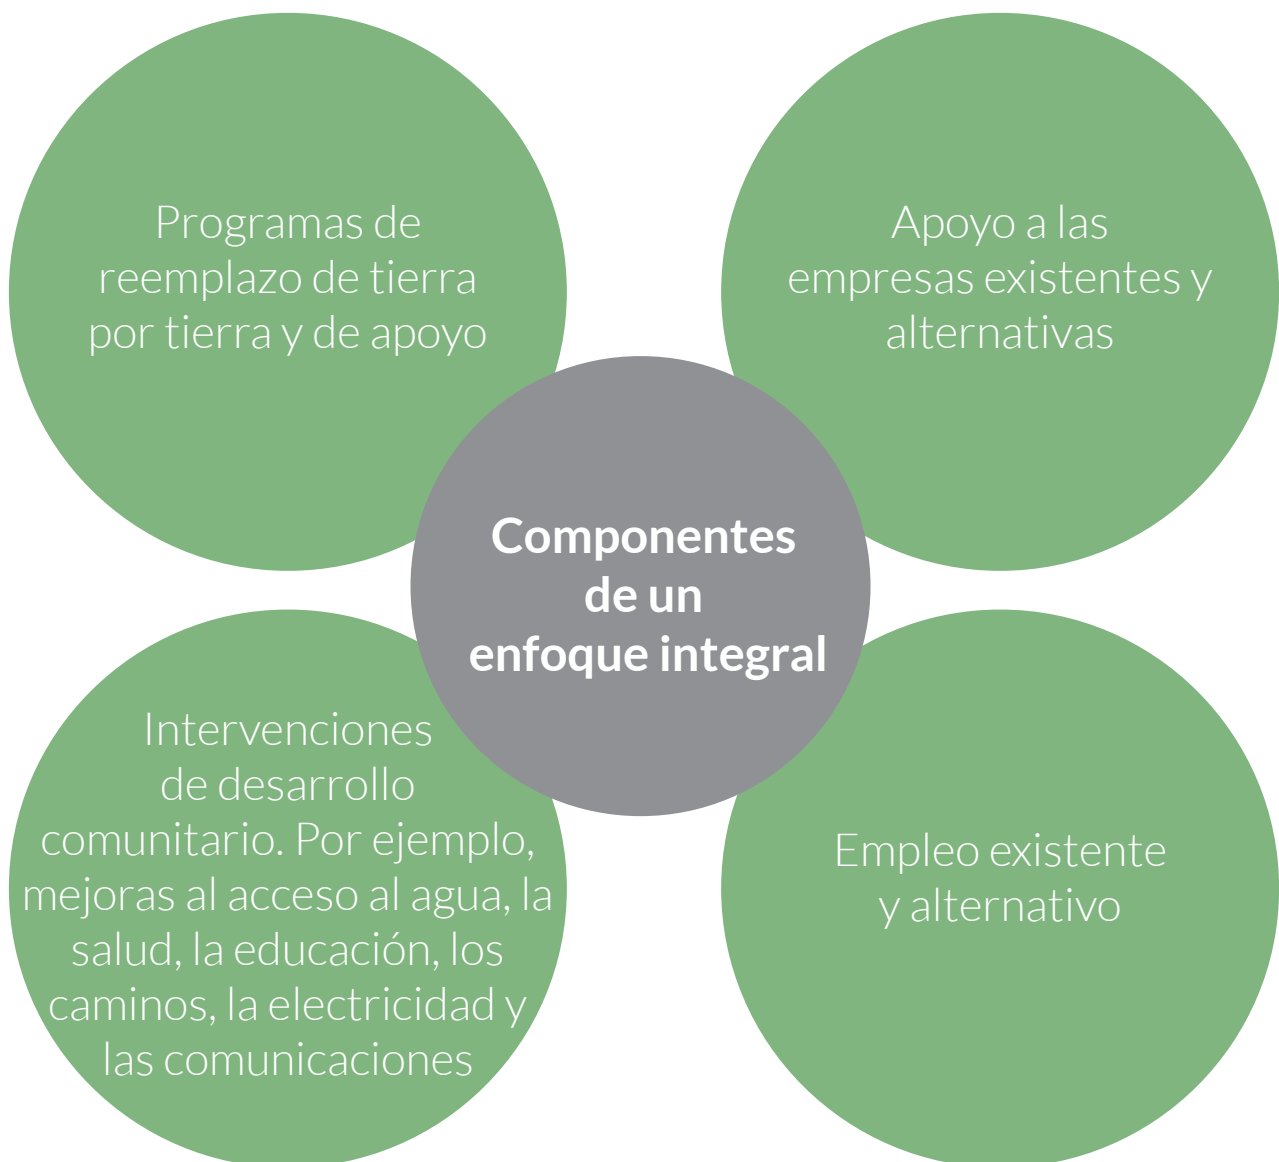 Programas de
reemplazo de tierra
por tierra y de apoyo
Apoyo a las
empresas existentes y
alternativas
Componentes
de un
enfoque integral
Intervenciones
de desarrollo
comunitario. Por ejemplo,
mejoras al acceso al agua, la
salud, la educación, los
caminos, la electricidad y
las comunicaciones
Empleo existente
y alternativo